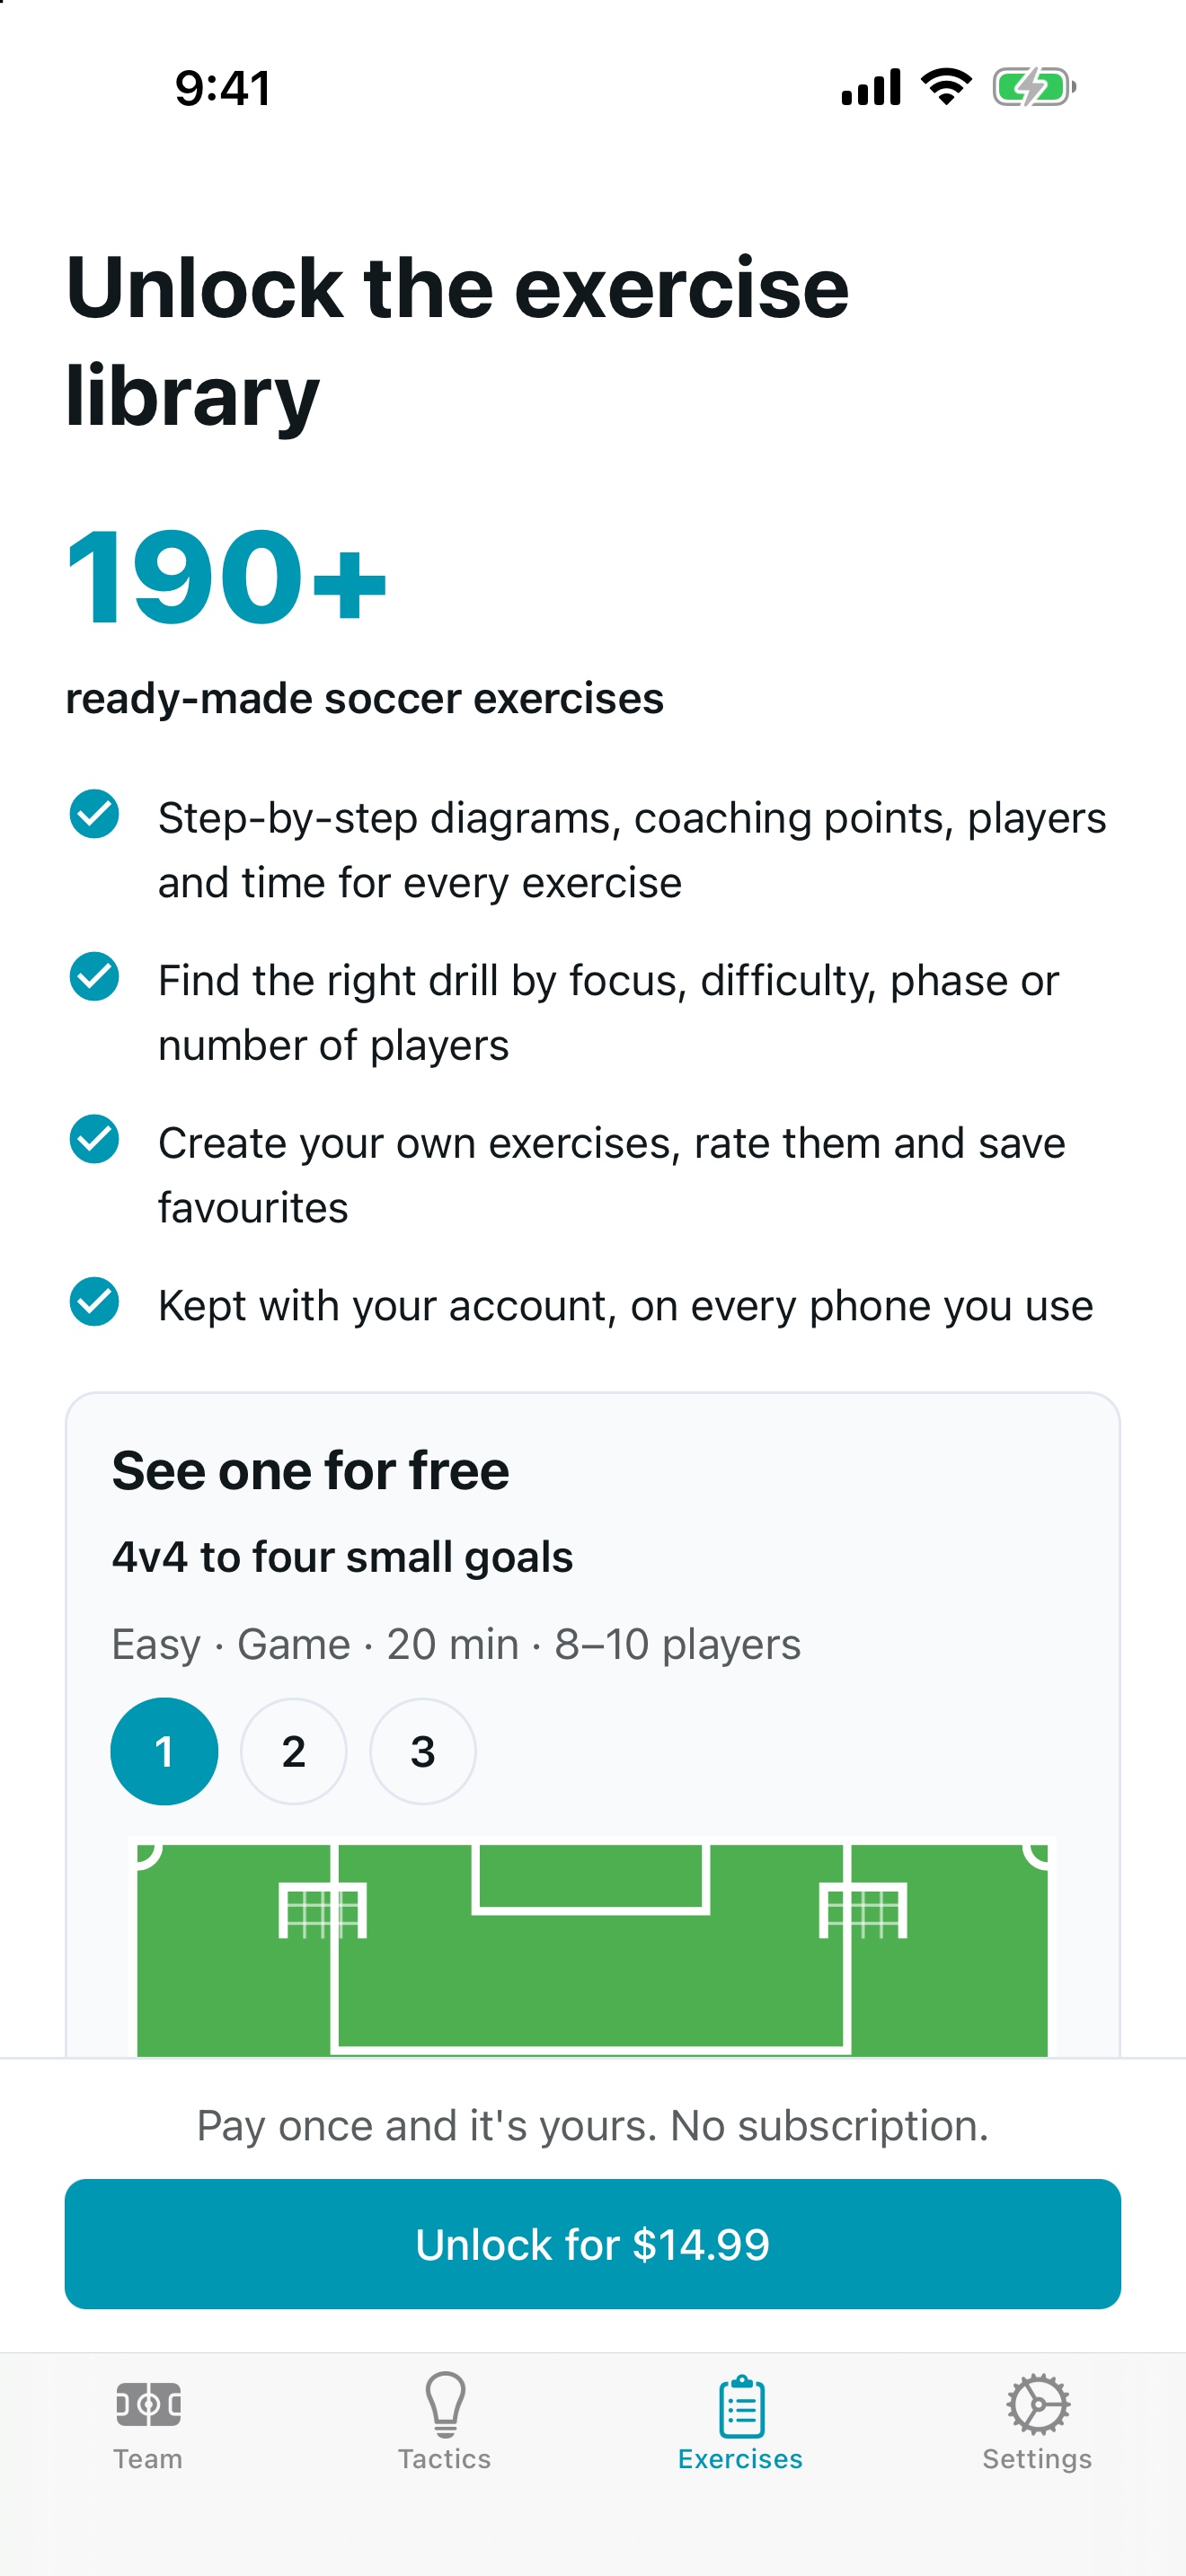 9:41
Unlock the exercise
library
190+
ready-made soccer exercises
Step-by-step diagrams, coaching points, players
and time for every exercise
Find the right drill by focus, difficulty, phase or
number of players
Create your own exercises, rate them and save
favourites
Kept with your account, on every phone you use
See one for free
4v4 to four small goals
Easy · Game · 20 min · 8–10 players
1 2 3
Pay once and it's yours. No subscription.
Unlock for $14.99
Team Tactics Exercises Settings